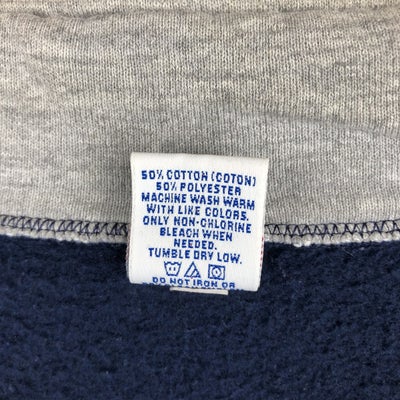 50% COTTON (COTON)
50% POLYESTER
MACHINE WASH WARM
WITH LIKE COLORS.
ONLY NON-CHLORINE
BLEACH WHEN
NEEDED.
TUMBLE DRY LOW.
DO NOT IRON OR